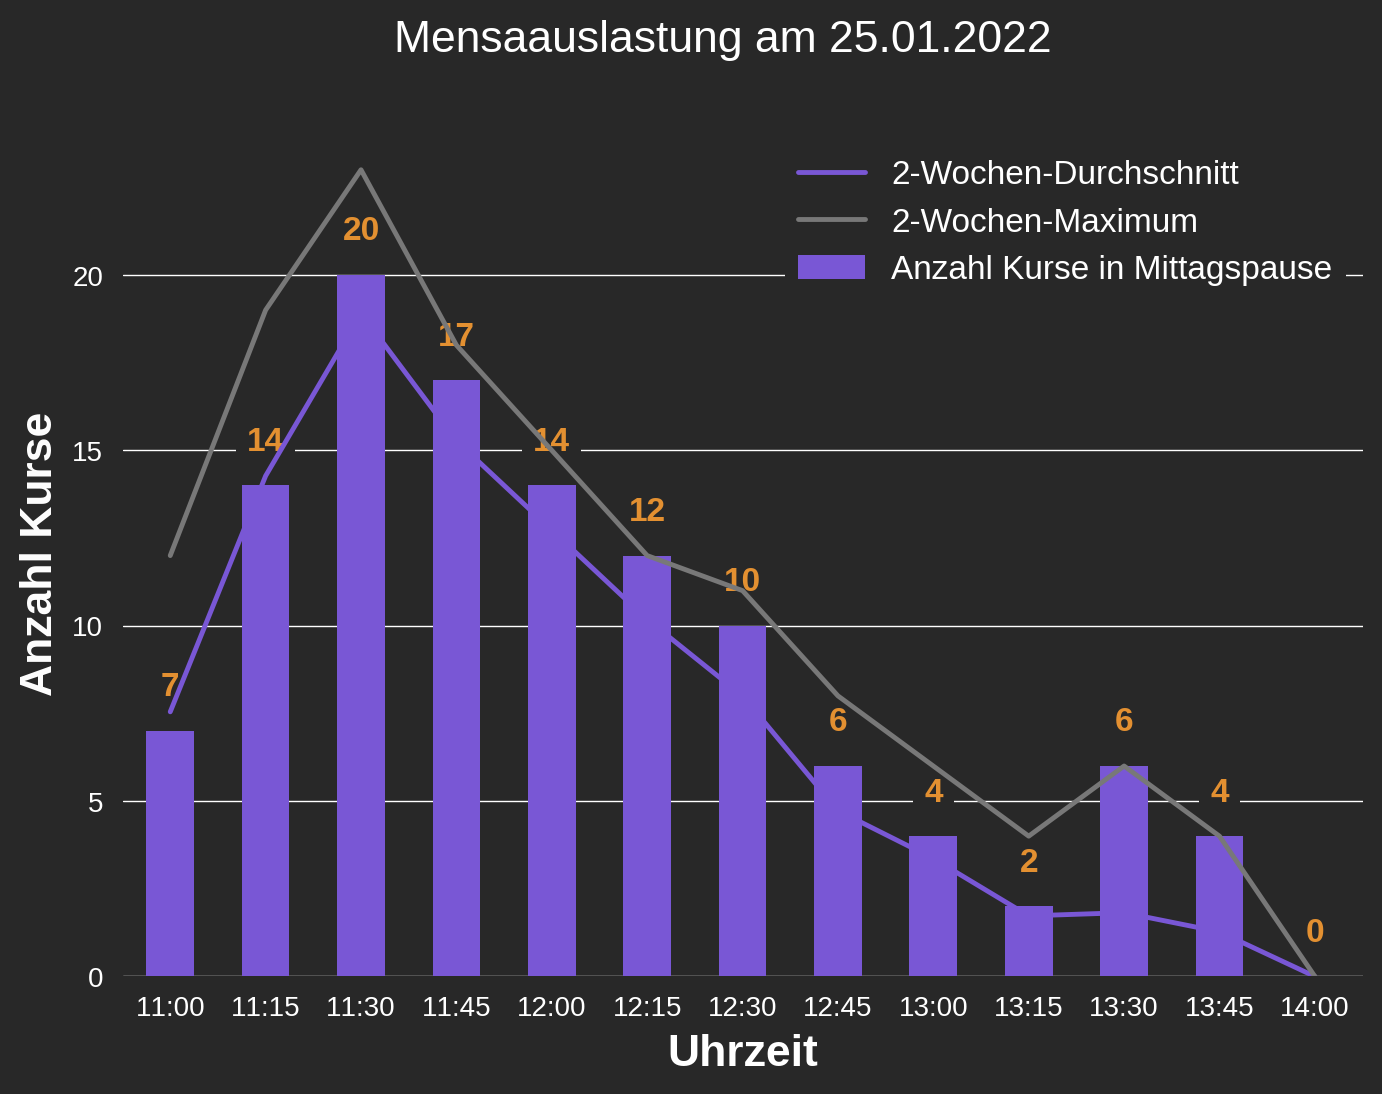 Mensaauslastung am 25.01.2022
2-Wochen-Durchschnitt
2-Wochen-Maximum
Anzahl Kurse in Mittagspause
Anzahl Kurse
20
15
10
5
0
7
14
20
17
14
12
10
6
4
2
6
4
0
11:00 11:15 11:30 11:45 12:00 12:15 12:30 12:45 13:00 13:15 13:30 13:45 14:00
Uhrzeit